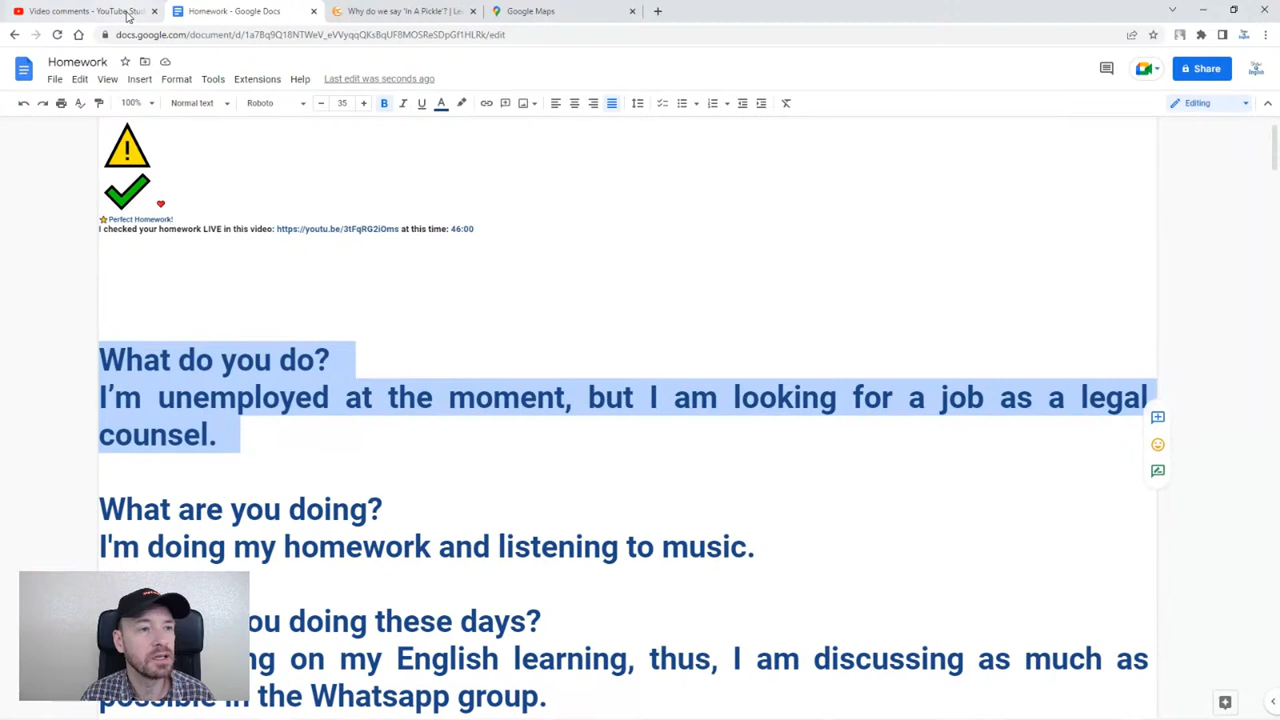 Video comments - YouTube Stud
Homework - Google Docs
Why do we say 'In A Pickle'? | Le
Google Maps
docs.google.com/document/d/1a7Bq9Q18NTWeV_eVVyqqQKsBqUF8MOSReSDpGf1HLRk/edit
Homework
File Edit View Insert Format Tools Extensions Help Last edit was seconds ago
Share
100% Normal text Roboto 35 B I U A Editing
Perfect Homework!
I checked your homework LIVE in this video: https://youtu.be/3tFqRG2iOms at this time: 46:00
What do you do?
I'm unemployed at the moment, but I am looking for a job as a legal
counsel.
What are you doing?
I'm doing my homework and listening to music.
ou doing these days?
ng on my English learning, thus, I am discussing as much as
possible in the Whatsapp group.